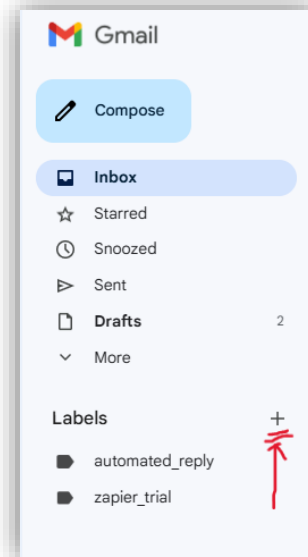 Gmail
Compose
Inbox
Starred
Snoozed
Sent
Drafts 2
More
Labels +
automated_reply
zapier_trial